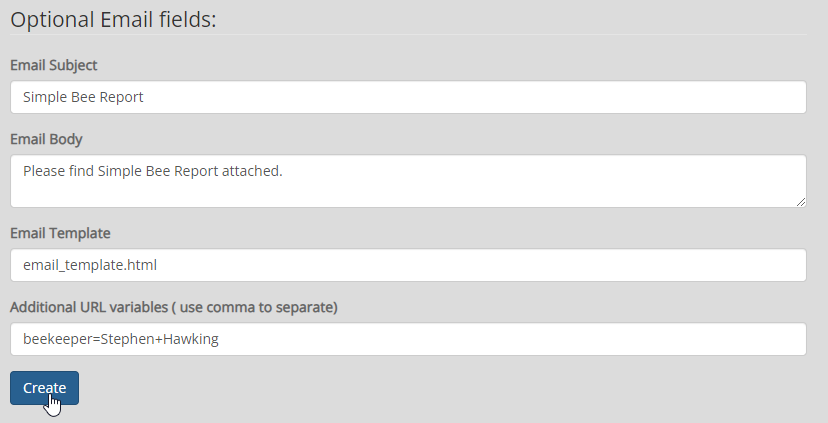 Optional Email fields:
Email Subject
Simple Bee Report
Email Body
Please find Simple Bee Report attached.
Email Template
email_template.html
Additional URL variables ( use comma to separate)
beekeeper=Stephen+Hawking
Create